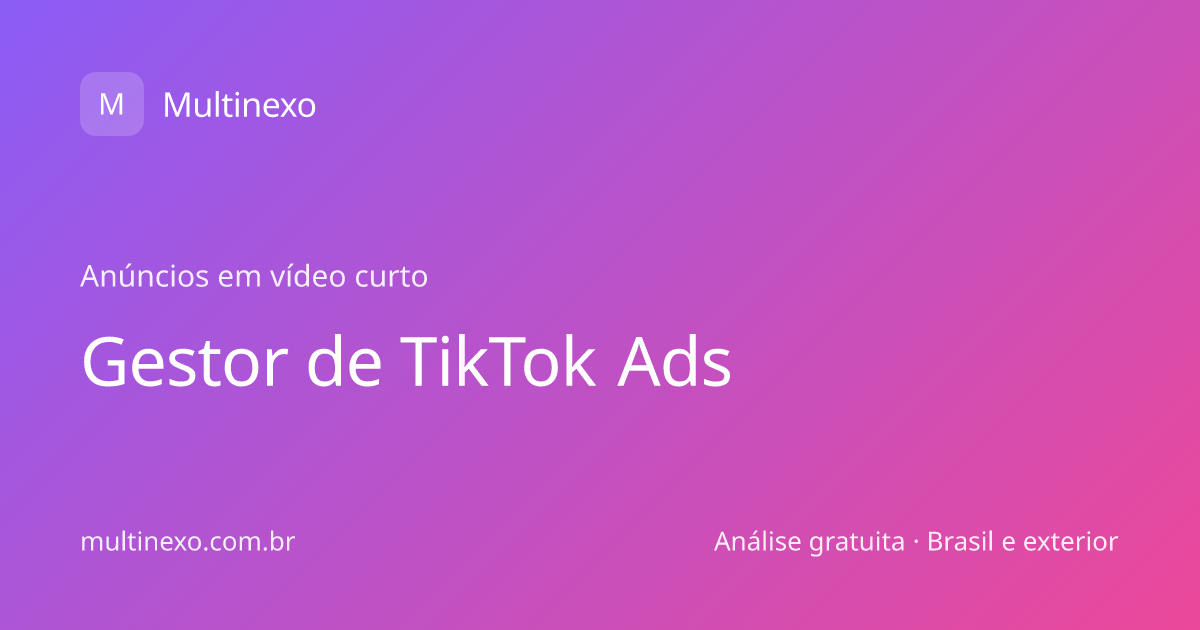 M
Multinexo
Anúncios em vídeo curto
Gestor de TikTok Ads
multinexo.com.br
Análise gratuita · Brasil e exterior